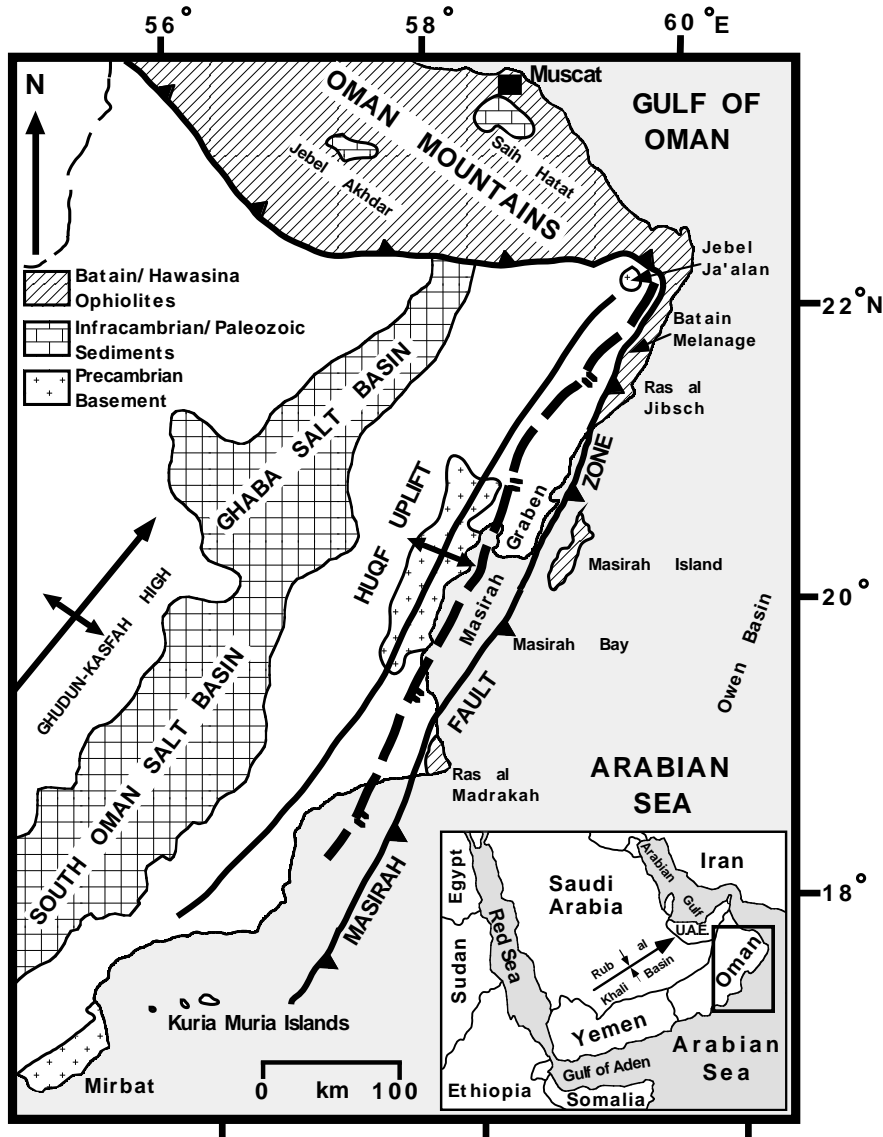 56°
58°
60°E
N
Muscat
GULF OF
OMAN
OMAN MOUNTAINS
Saih Hatat
Jebel Akhdar
Jebel
Ja'alan
22°N
Batain/ Hawasina
Ophiolites
Infracambrian/ Paleozoic
Sediments
Precambrian
Basement
Batain
Melanage
Ras al
Jibsch
GHABA SALT BASIN
HUQF UPLIFT
Graben
Masirah
MASIRAH FAULT ZONE
Masirah Island
20°
GHUDUN-KASFAH HIGH
Masirah Bay
Owen Basin
SOUTH OMAN SALT BASIN
Ras al
Madrakah
ARABIAN
SEA
18°
Kuria Muria Islands
Mirbat
0 100
km
Egypt
Sudan
Red Sea
Saudi
Arabia
Arabian
Gulf
Iran
U.A.E.
Oman
Rub al
Khali Basin
Yemen
Gulf of Aden
Arabian
Sea
Ethiopia
Somalia